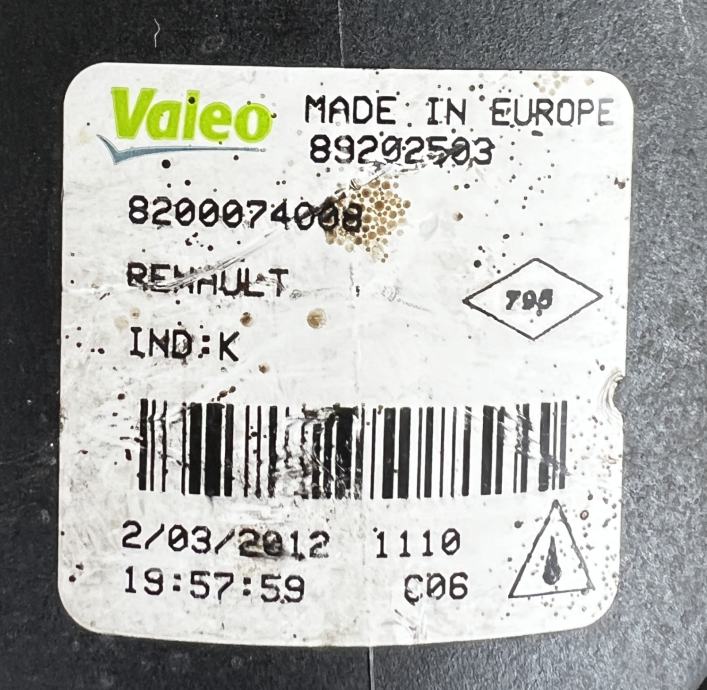 Valeo MADE IN EUROPE
89202503
8200074008
RENAULT
795
IND:K
2/03/2012 1110
19:57:59 C06